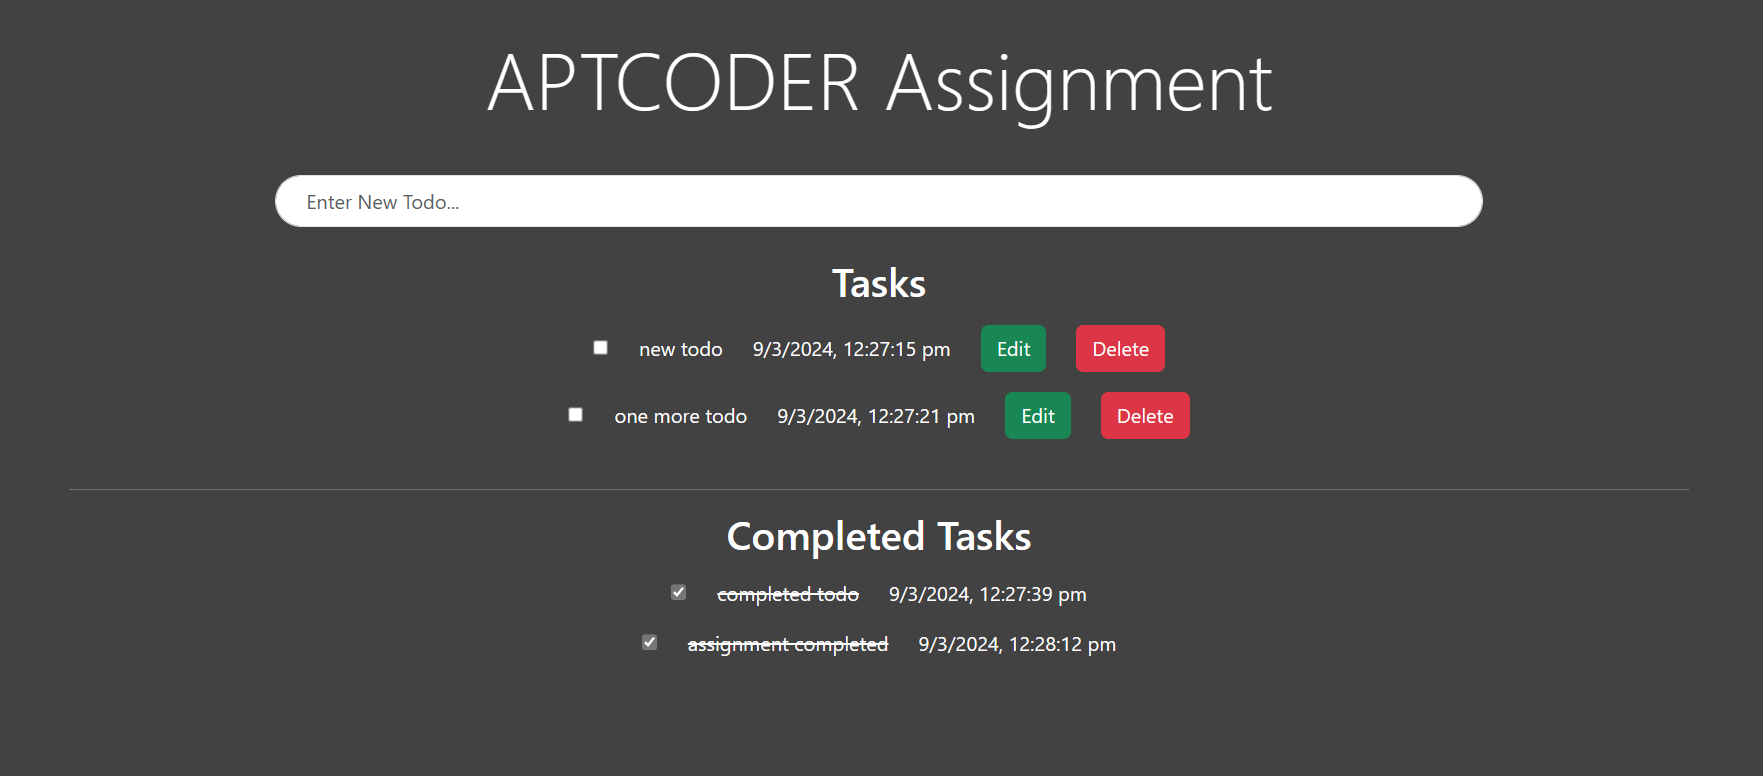 APTCODER Assignment
Enter New Todo...
Tasks
new todo 9/3/2024, 12:27:15 pm Edit Delete
one more todo 9/3/2024, 12:27:21 pm Edit Delete
Completed Tasks
completed todo 9/3/2024, 12:27:39 pm
assignment completed 9/3/2024, 12:28:12 pm